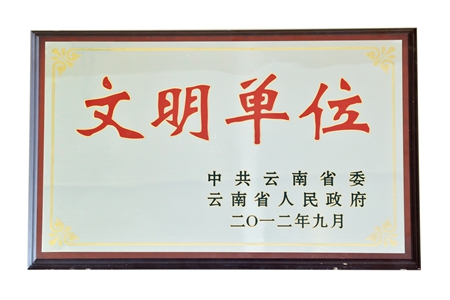 文明单位
中共云南省委
云南省人民政府
二〇一二年九月